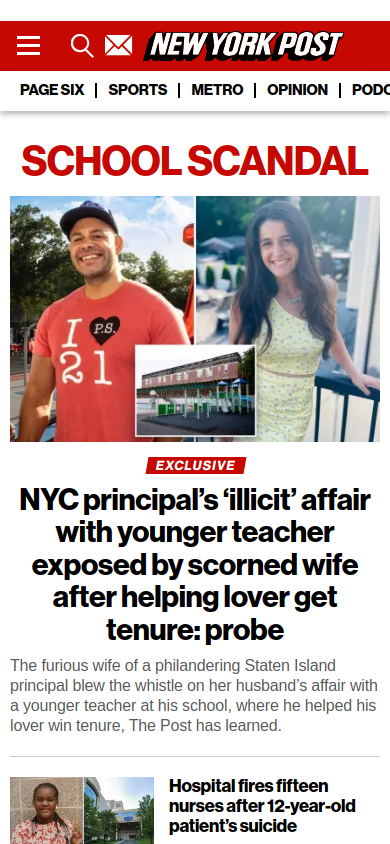 NEW YORK POST
PAGE SIX
SPORTS
METRO
OPINION
PODC
SCHOOL SCANDAL
I P.S.
21
EXCLUSIVE
NYC principal’s ‘illicit’ affair
with younger teacher
exposed by scorned wife
after helping lover get
tenure: probe
The furious wife of a philandering Staten Island
principal blew the whistle on her husband’s affair with
a younger teacher at his school, where he helped his
lover win tenure, The Post has learned.
Hospital fires fifteen
nurses after 12-year-old
patient’s suicide